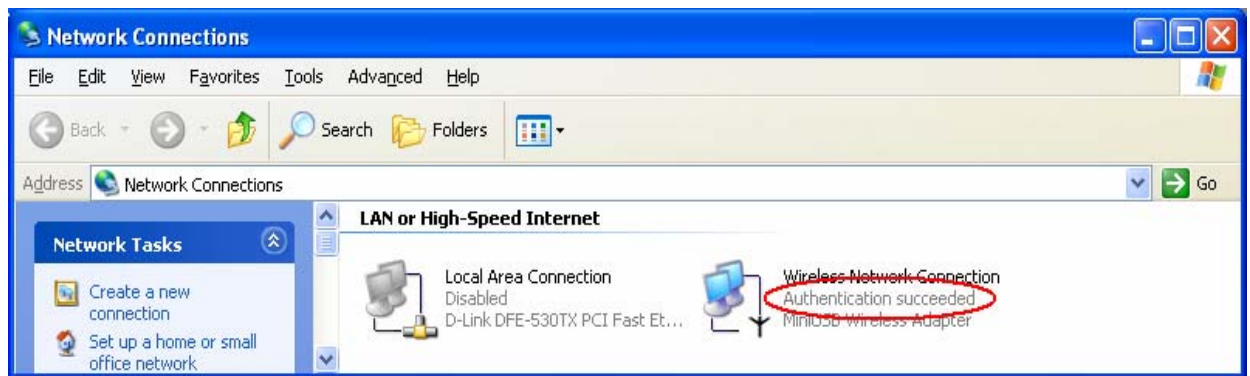 Network Connections
File Edit View Favorites Tools Advanced Help
Back Search Folders
Address Network Connections Go
Network Tasks
Create a new
connection
Set up a home or small
office network
LAN or High-Speed Internet
Local Area Connection
Disabled
D-Link DFE-530TX PCI Fast Et...
Wireless Network Connection
Authentication succeeded
MiniUSB Wireless Adapter